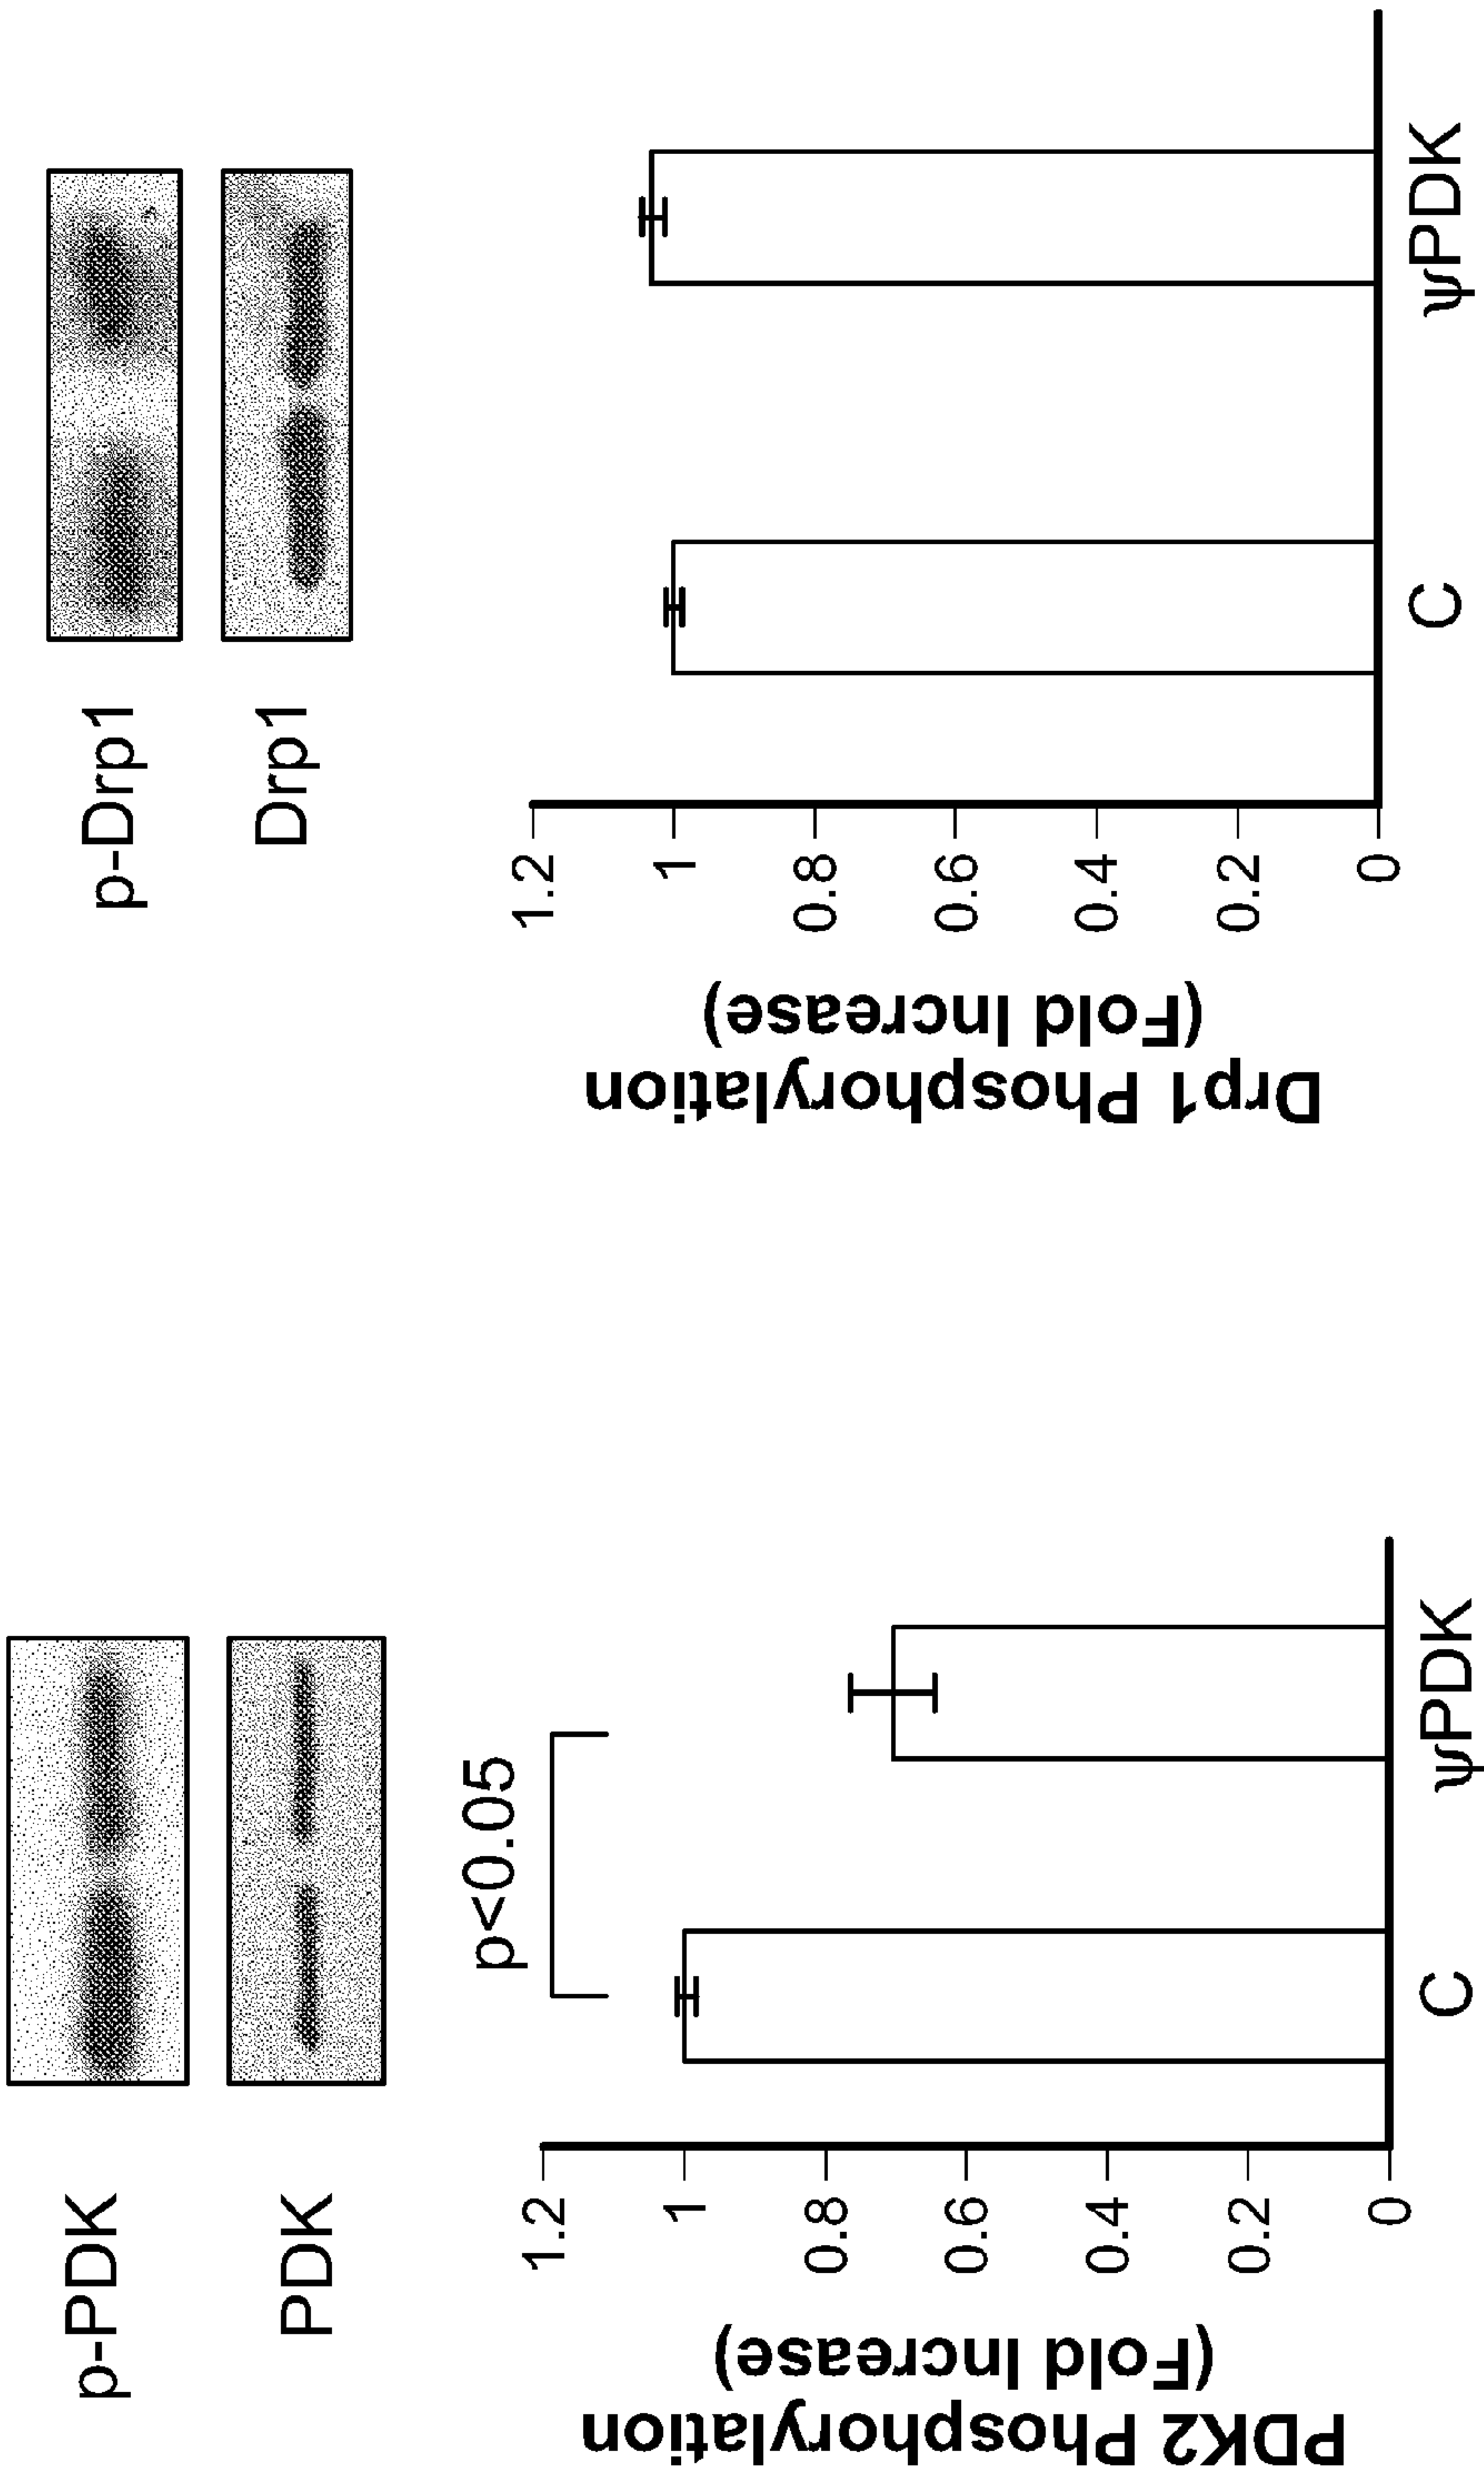 p-PDK
PDK
p<0.05
PDK2 Phosphorylation
(Fold Increase)
1.2
1
0.8
0.6
0.4
0.2
0
C
ψPDK
p-Drp1
Drp1
Drp1 Phosphorylation
(Fold Increase)
1.2
1
0.8
0.6
0.4
0.2
0
C
ψPDK